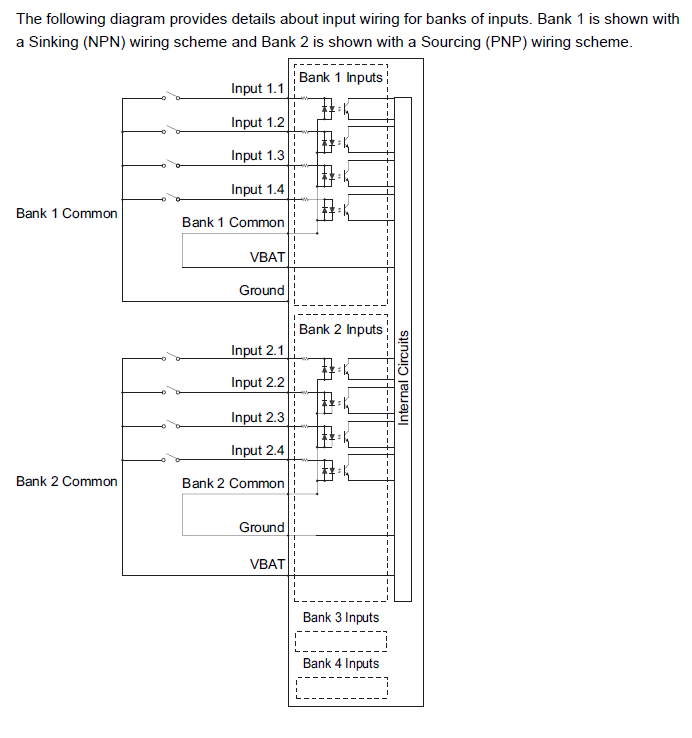 The following diagram provides details about input wiring for banks of inputs. Bank 1 is shown with
a Sinking (NPN) wiring scheme and Bank 2 is shown with a Sourcing (PNP) wiring scheme.
Bank 1 Inputs
Input 1.1
Input 1.2
Input 1.3
Input 1.4
Bank 1 Common
Bank 1 Common
VBAT
Ground
Bank 2 Inputs
Internal Circuits
Input 2.1
Input 2.2
Input 2.3
Input 2.4
Bank 2 Common
Bank 2 Common
Ground
VBAT
Bank 3 Inputs
Bank 4 Inputs